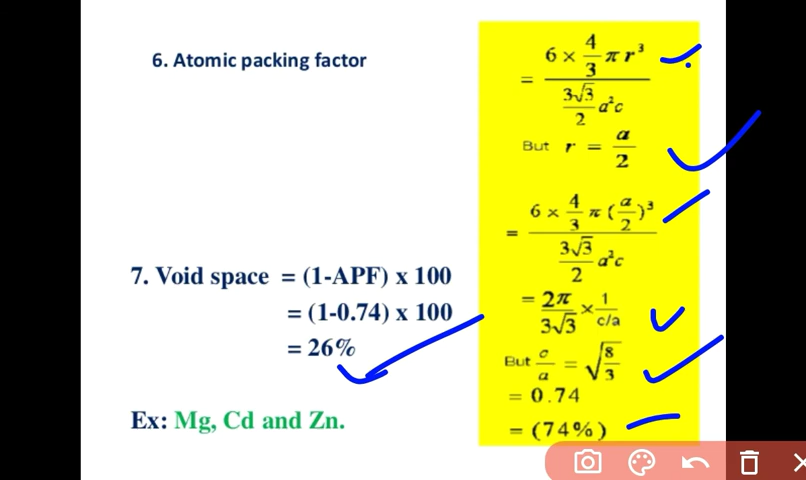 6. Atomic packing factor
= (6 × 4/3 π r³) / (3√3/2 a²c)
But r = a/2
= (6 × 4/3 π (a/2)³) / (3√3/2 a²c)
= 2π/3√3 × 1/c/a
But c/a = √8/3
= 0.74
= (74%)
7. Void space = (1-APF) x 100
= (1-0.74) x 100
= 26%
Ex: Mg, Cd and Zn.